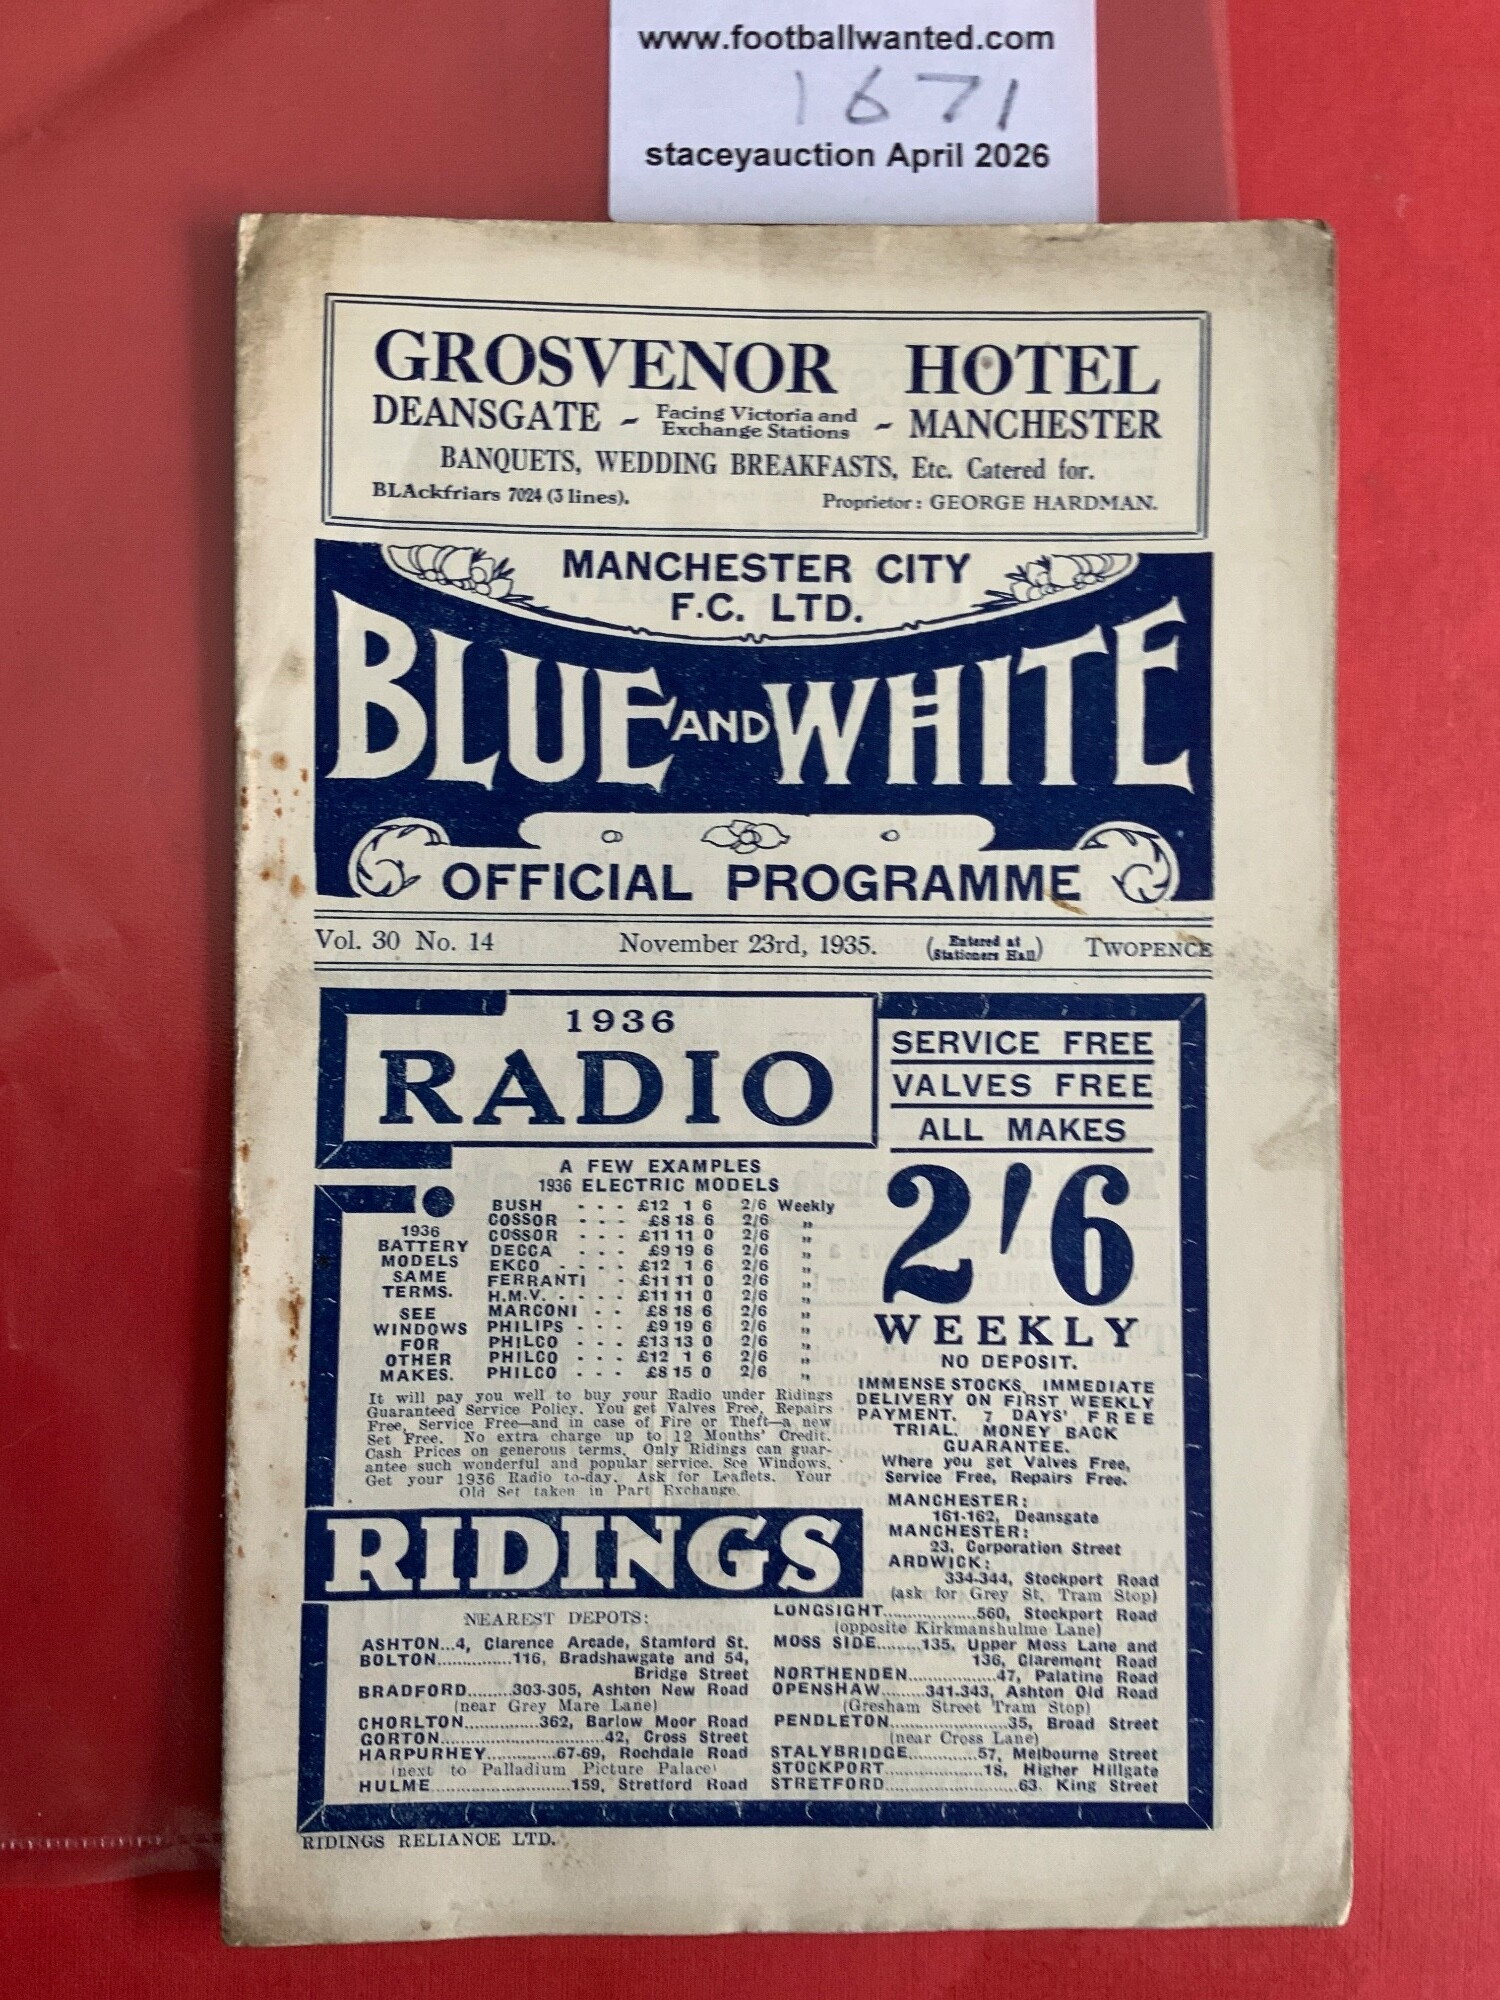 www.footballwanted.com
1671
staceyauction April 2026
GROSVENOR HOTEL
DEANSGATE - Facing Victoria and Exchange Stations - MANCHESTER
BANQUETS, WEDDING BREAKFASTS, Etc. Catered for.
BLAckfriars 7024 (3 lines). Proprietor: GEORGE HARDMAN.
MANCHESTER CITY
F.C. LTD.
BLUE AND WHITE
OFFICIAL PROGRAMME
Vol. 30 No. 14 November 23rd, 1935. (Entered at Stationers Hall) TWOPENCE
1936
RADIO
SERVICE FREE
VALVES FREE
ALL MAKES
2'6
WEEKLY
NO DEPOSIT.
IMMENSE STOCKS, IMMEDIATE
DELIVERY ON FIRST WEEKLY
PAYMENT. 7 DAYS' FREE
TRIAL. MONEY BACK
GUARANTEE.
Where you get Valves Free,
Service Free, Repairs Free.
A FEW EXAMPLES
1936 ELECTRIC MODELS
1936
BATTERY
MODELS
SAME
TERMS.
SEE
WINDOWS
FOR
OTHER
MAKES.
BUSH - - - £12 1 6 2/6 Weekly
COSSOR - - - £8 18 6 2/6 "
COSSOR - - - £11 11 0 2/6 "
DECCA - - - £9 19 6 2/6 "
EKCO - - - - £12 1 6 2/6 "
FERRANTI - £11 11 0 2/6 "
H.M.V. - - - - £11 11 0 2/6 "
MARCONI - - £8 18 6 2/6 "
PHILIPS - - - £9 19 6 2/6 "
PHILCO - - - £13 13 0 2/6 "
PHILCO - - - £12 1 6 2/6 "
PHILCO - - - £8 15 0 2/6 "
It will pay you well to buy your Radio under Ridings
Guaranteed Service Policy. You get Valves Free, Repairs
Free, Service Free—and in case of Fire or Theft—a new
Set Free. No extra charge up to 12 Months' Credit.
Cash Prices on generous terms. Only Ridings can guar-
antee such wonderful and popular service. See Windows.
Get your 1936 Radio to-day. Ask for Leaflets. Your
Old Set taken in Part Exchange.
RIDINGS
MANCHESTER:
161-162, Deansgate
MANCHESTER:
23, Corporation Street
ARDWICK:
334-344, Stockport Road
(ask for Grey St. Tram Stop)
NEAREST DEPOTS:
ASHTON...4, Clarence Arcade, Stamford St.
BOLTON...............116, Bradshawgate and 54,
Bridge Street
BRADFORD.........303-305, Ashton New Road
(near Grey Mare Lane)
CHORLTON...............362, Barlow Moor Road
GORTON.................................42, Cross Street
HARPURHEY..............67-69, Rochdale Road
(next to Palladium Picture Palace)
HULME............................159, Stretford Road
LONGSIGHT...................560, Stockport Road
(opposite Kirkmanshulme Lane)
MOSS SIDE.........135, Upper Moss Lane and
136, Claremont Road
NORTHENDEN..................47, Palatine Road
OPENSHAW.........341-343, Ashton Old Road
(Gresham Street Tram Stop)
PENDLETON........................35, Broad Street
(near Cross Lane)
STALYBRIDGE..............57, Melbourne Street
STOCKPORT....................18, Higher Hillgate
STRETFORD...........................63, King Street
RIDINGS RELIANCE LTD.